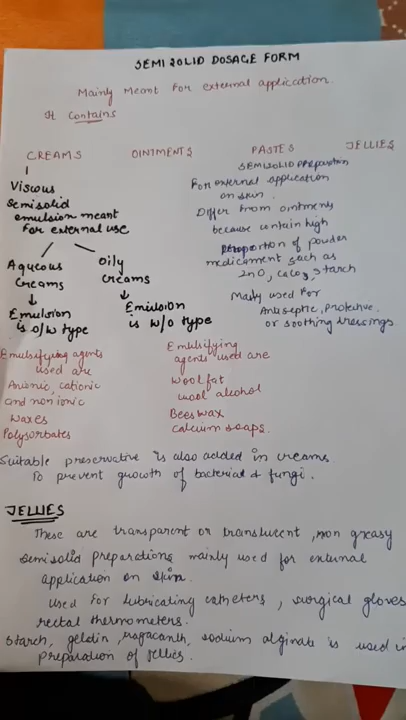 SEMI SOLID DOSAGE FORM
Mainly Meant for external application.
It Contains
CREAMS OINTMENTS PASTES JELLIES
Viscous
Semisolid
emulsion meant
for external use
Aqueous
Creams
Emulsion
is O/W type
Oily
creams
Emulsion
is W/O type
SEMISOLID preparation
For external application
on skin.
Differ from ointments
because contain high
proportion of powder
medicament such as
ZnO, CaCO3, starch
Mostly used for
Antiseptic, Protective
or soothing dressings
Emulsifying agents
used are
Anionic, cationic
and non ionic
waxes
Polysorbates
Emulsifying
agents used are
Wool fat
wool alcohol
Bees wax
calcium soaps.
Suitable preservative is also added in creams
To prevent growth of bacterial & fungi.
JELLIES
These are transparent or translucent, non greasy
semisolid preparations mainly used for external
application on skin.
used for lubricating catheters, surgical gloves
rectal thermometers.
Starch, geldin, ragacanth, sodium alginate is used in
preparation of Jellies.